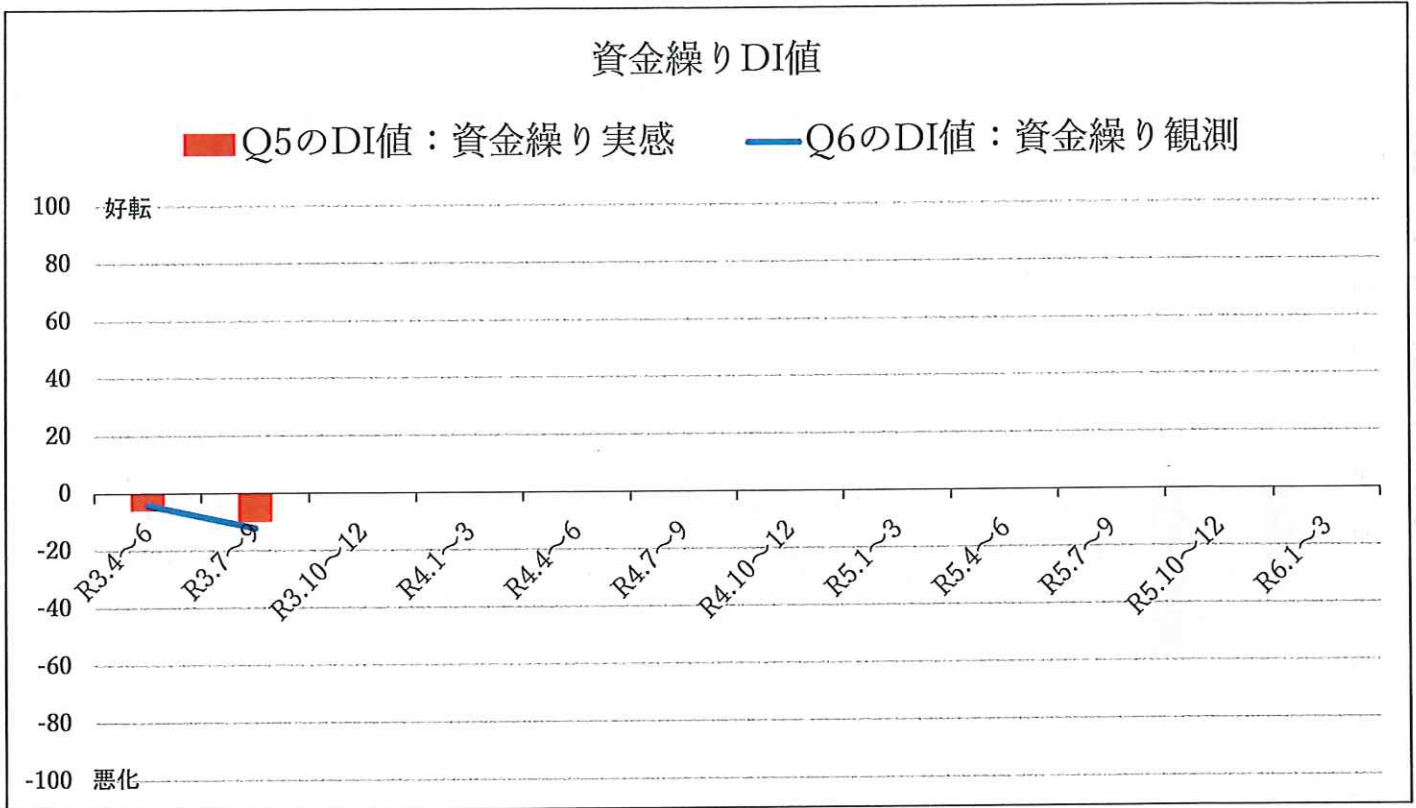 資金繰りDI値
Q5のDI値：資金繰り実感 Q6のDI値：資金繰り観測
100 好転
80
60
40
20
0
-20
-40
-60
-80
-100 悪化
R3.4～6
R3.7～9
R3.10～12
R4.1～3
R4.4～6
R4.7～9
R4.10～12
R5.1～3
R5.4～6
R5.7～9
R5.10～12
R6.1～3